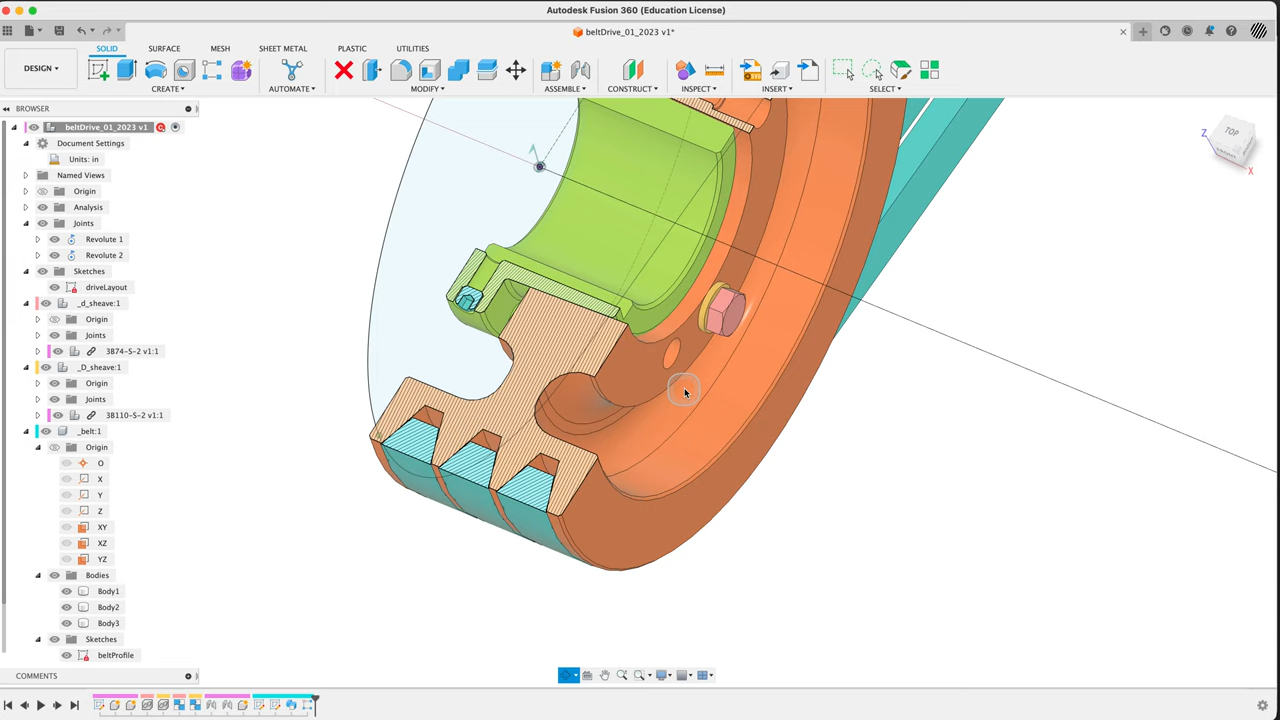 Autodesk Fusion 360 (Education License)
beltDrive_01_2023 v1*
SOLID SURFACE MESH SHEET METAL PLASTIC UTILITIES
DESIGN
CREATE AUTOMATE MODIFY ASSEMBLE CONSTRUCT INSPECT INSERT SELECT
BROWSER
beltDrive_01_2023 v1
Document Settings
Units: in
Named Views
Origin
Analysis
Joints
Revolute 1
Revolute 2
Sketches
driveLayout
_d_sheave:1
Origin
Joints
3B74-S-2 v1:1
_D_sheave:1
Origin
Joints
3B110-S-2 v1:1
_belt:1
Origin
O
X
Y
Z
XY
XZ
YZ
Bodies
Body1
Body2
Body3
Sketches
beltProfile
TOP
Z
X
COMMENTS